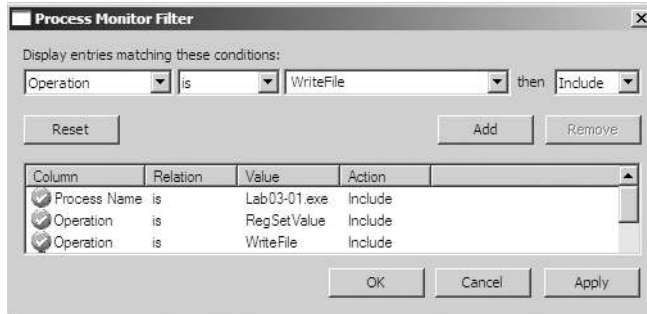 Process Monitor Filter
Display entries matching these conditions:
Operation is WriteFile then Include
Reset Add Remove
Column Relation Value Action
Process Name is Lab03-01.exe Include
Operation is RegSetValue Include
Operation is WriteFile Include
OK Cancel Apply